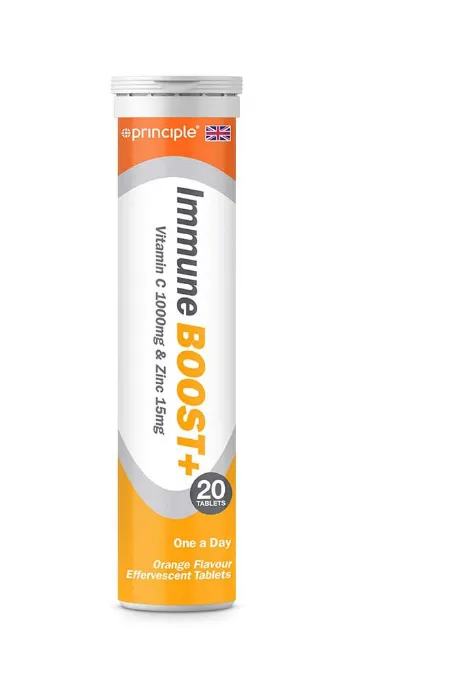 principle®
Immune BOOST+
Vitamin C 1000mg & Zinc 15mg
20
TABLETS
One a Day
Orange Flavour
Effervescent Tablets